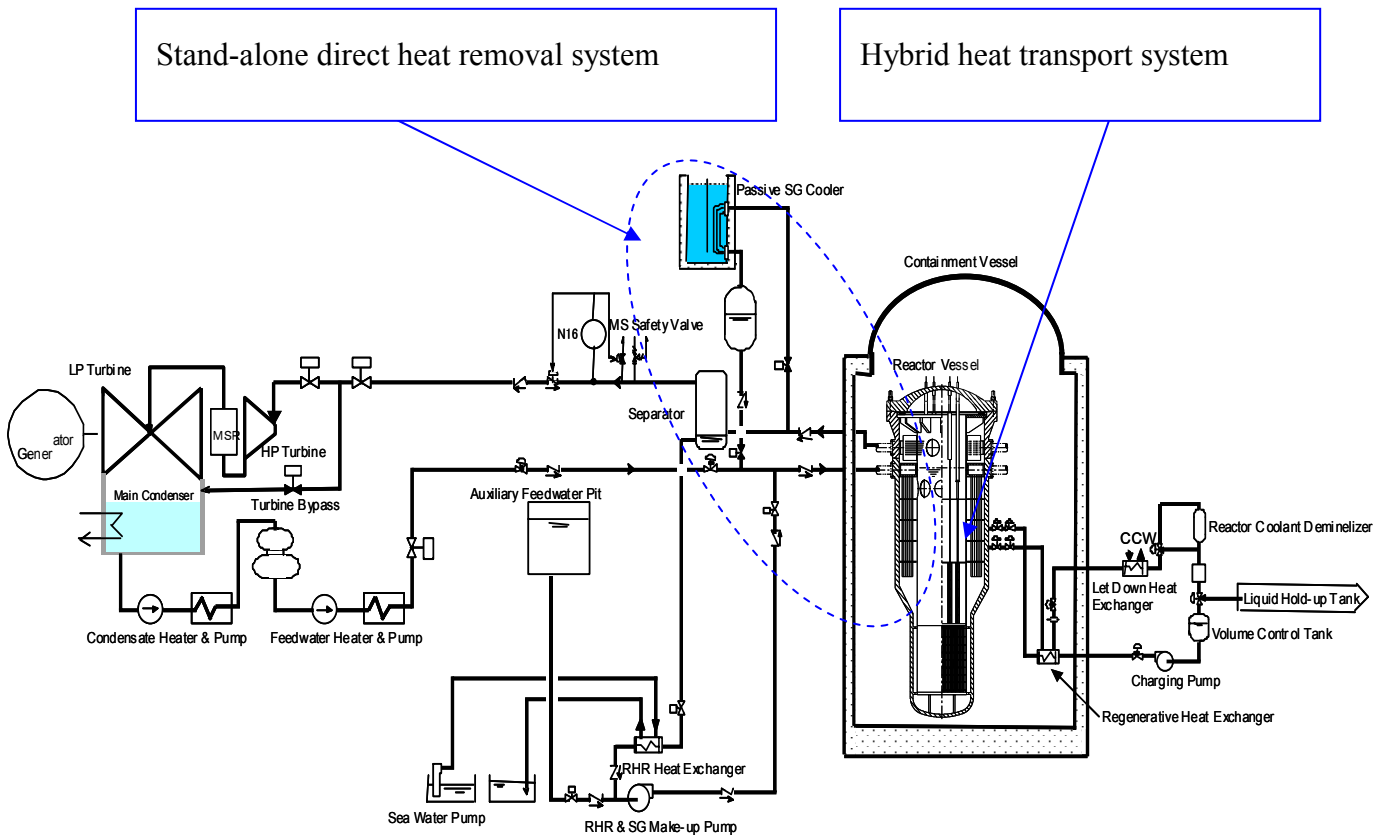 Stand-alone direct heat removal system
Hybrid heat transport system
Passive SG Cooler
Containment Vessel
N16
MS Safety Valve
LP Turbine
Reactor Vessel
Separator
Gener ator
MSR
HP Turbine
Main Condenser
Turbine Bypass
Auxiliary Feedwater Pit
CCW
Reactor Coolant Deminelizer
Let Down Heat
Exchanger
Liquid Hold-up Tank
Condensate Heater & Pump
Feedwater Heater & Pump
Volume Control Tank
Charging Pump
Regenerative Heat Exchanger
RHR Heat Exchanger
Sea Water Pump
RHR & SG Make-up Pump